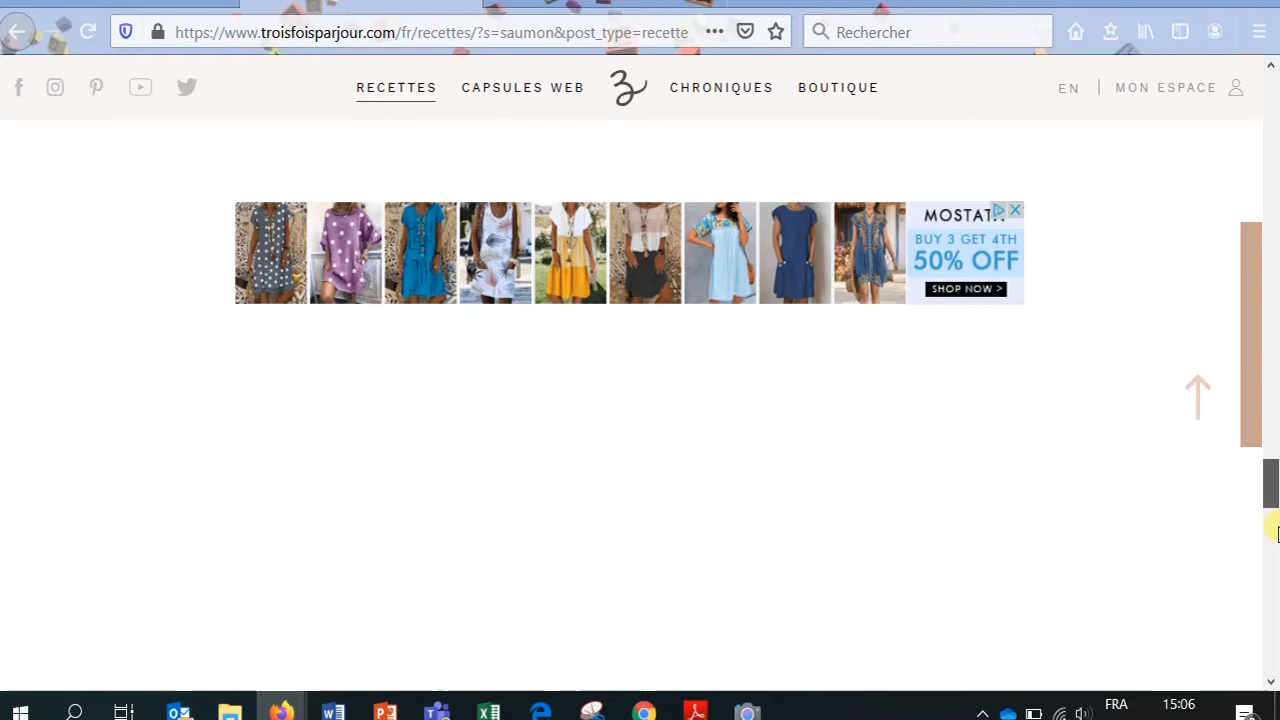 https://www.troisfoisparjour.com/fr/recettes/?s=saumon&post_type=recette
Rechercher
RECETTES
CAPSULES WEB
CHRONIQUES
BOUTIQUE
EN
MON ESPACE
BUY 3 GET 4TH
50% OFF
SHOP NOW >
FRA
15:06